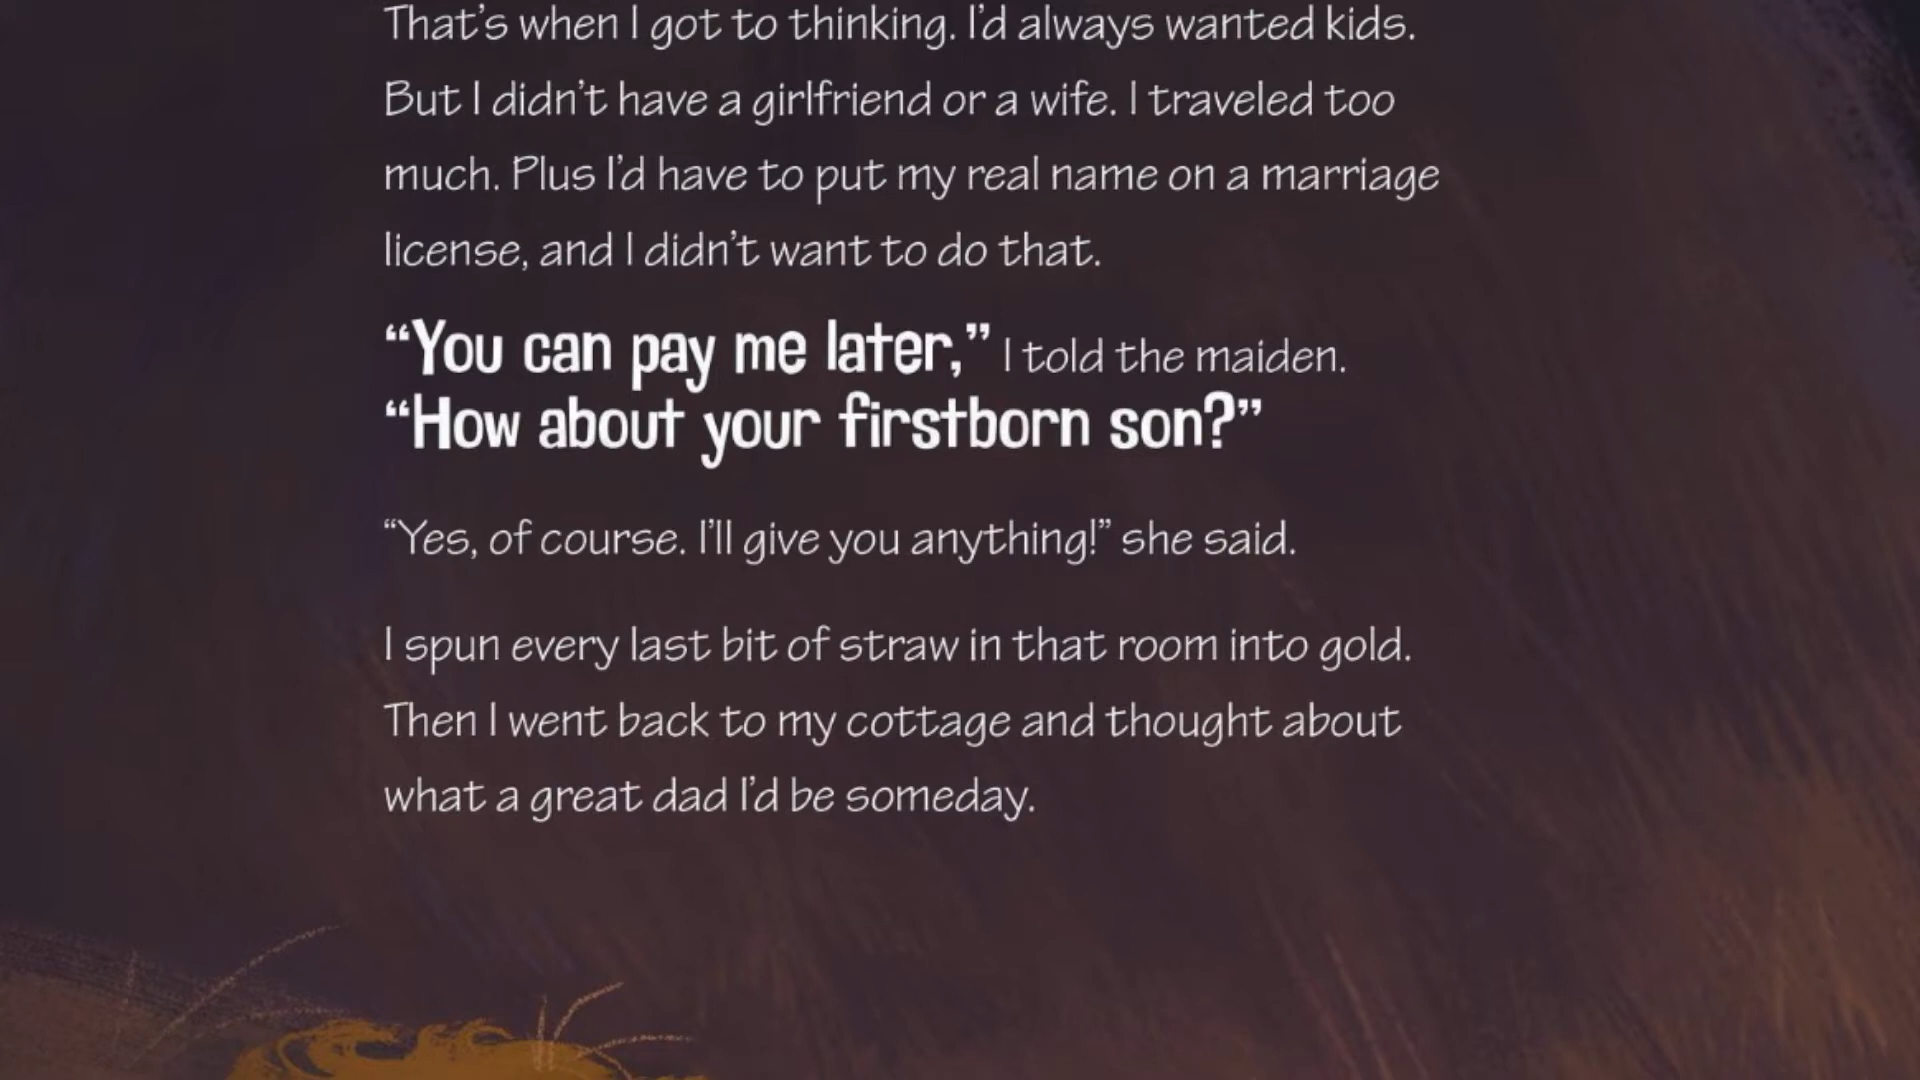 That's when I got to thinking. I'd always wanted kids.
But I didn't have a girlfriend or a wife. I traveled too
much. Plus I'd have to put my real name on a marriage
license, and I didn't want to do that.
“You can pay me later,” I told the maiden.
“How about your firstborn son?”
“Yes, of course. I'll give you anything!” she said.
I spun every last bit of straw in that room into gold.
Then I went back to my cottage and thought about
what a great dad I'd be someday.